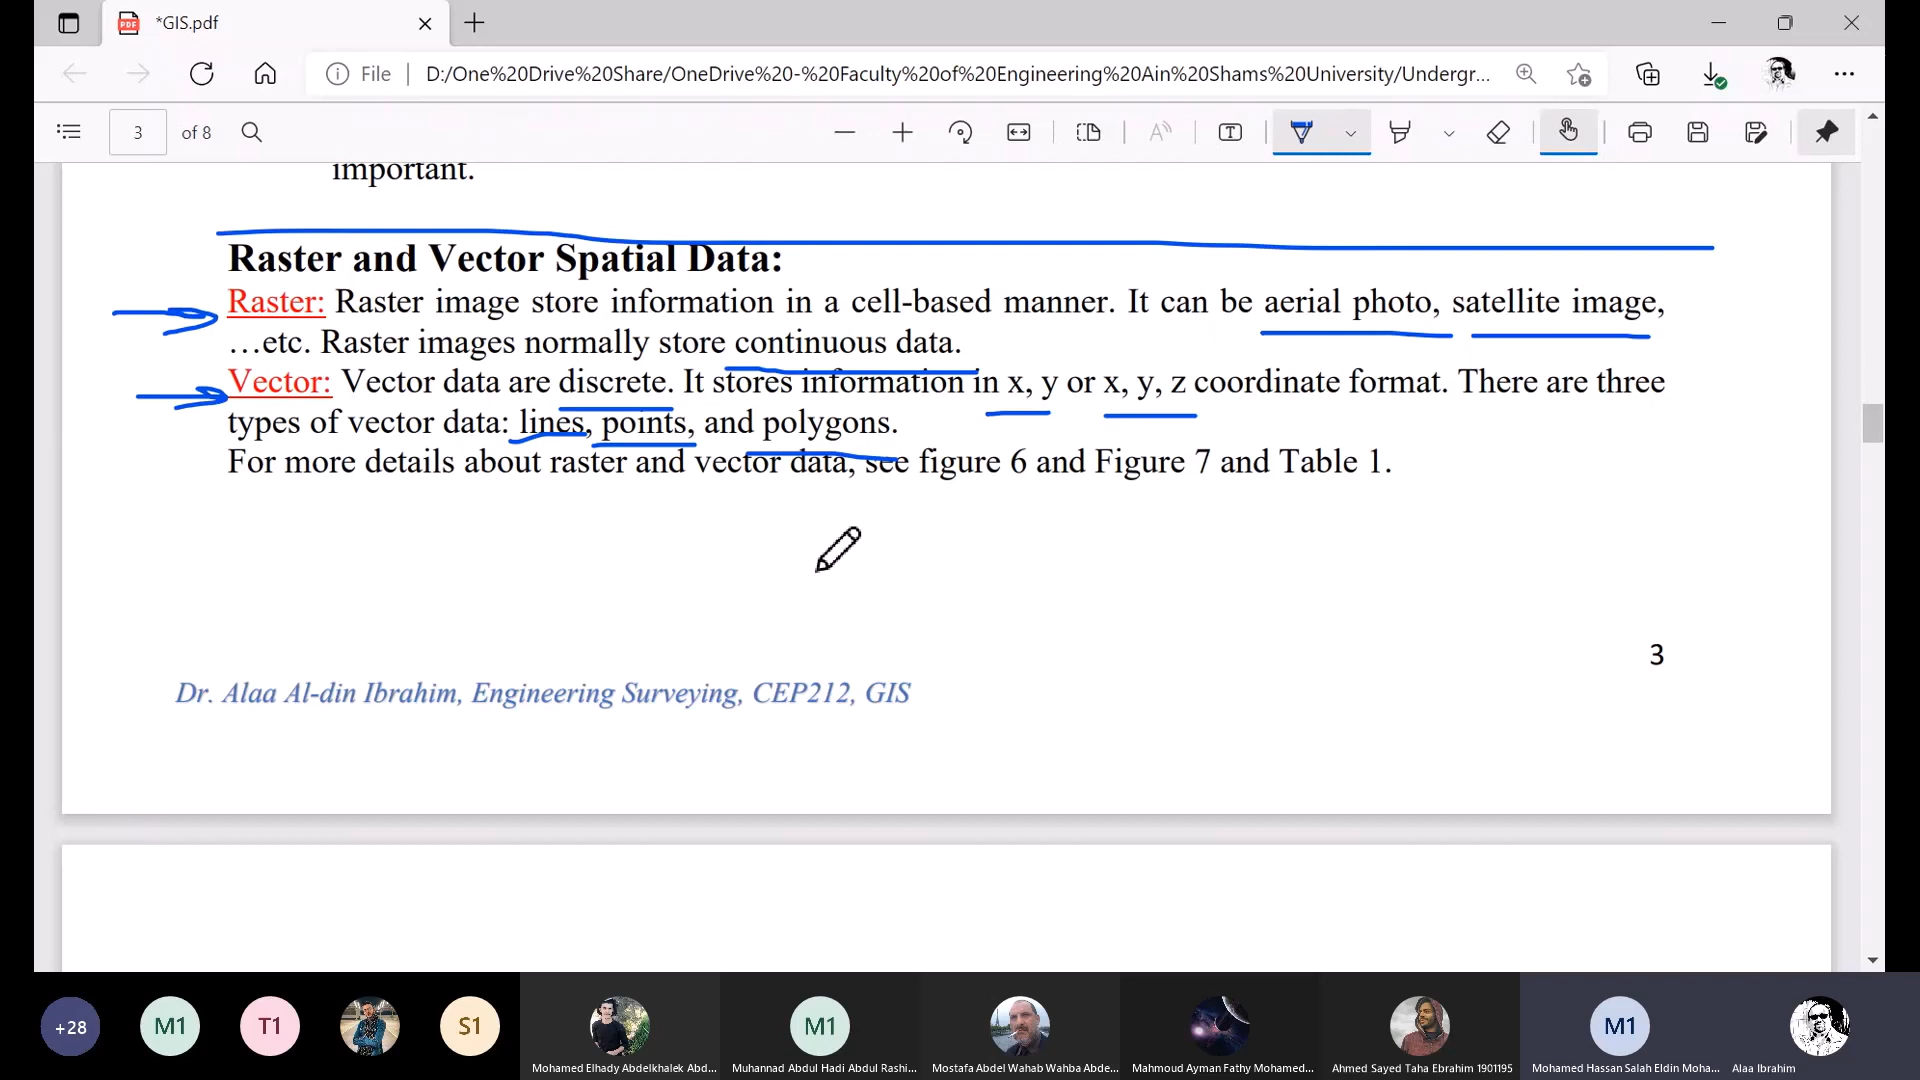 *GIS.pdf
File
D:/One%20Drive%20Share/OneDrive%20-%20Faculty%20of%20Engineering%20Ain%20Shams%20University/Undergr...
3 of 8
important.
Raster and Vector Spatial Data:
Raster: Raster image store information in a cell-based manner. It can be aerial photo, satellite image,
…etc. Raster images normally store continuous data.
Vector: Vector data are discrete. It stores information in x, y or x, y, z coordinate format. There are three
types of vector data: lines, points, and polygons.
For more details about raster and vector data, see figure 6 and Figure 7 and Table 1.
3
Dr. Alaa Al-din Ibrahim, Engineering Surveying, CEP212, GIS
+28
M1
T1
S1
M1
M1
Mohamed Elhady Abdelkhalek Abd...
Muhannad Abdul Hadi Abdul Rashi...
Mostafa Abdel Wahab Wahba Abde...
Mahmoud Ayman Fathy Mohamed...
Ahmed Sayed Taha Ebrahim 1901195
Mohamed Hassan Salah Eldin Moha...
Alaa Ibrahim